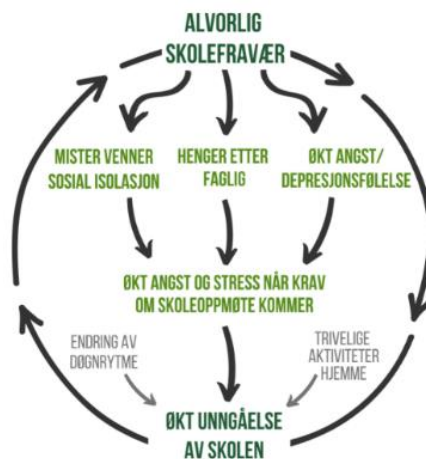 ALVORLIG
SKOLEFRAVÆR
MISTER VENNER
SOSIAL ISOLASJON
HENGER ETTER
FAGLIG
ØKT ANGST/
DEPRESJONSFØLELSE
ØKT ANGST OG STRESS NÅR KRAV
OM SKOLEOPPMØTE KOMMER
ENDRING AV
DØGNRYTME
TRIVELIGE
AKTIVITETER
HJEMME
ØKT UNNGÅELSE
AV SKOLEN